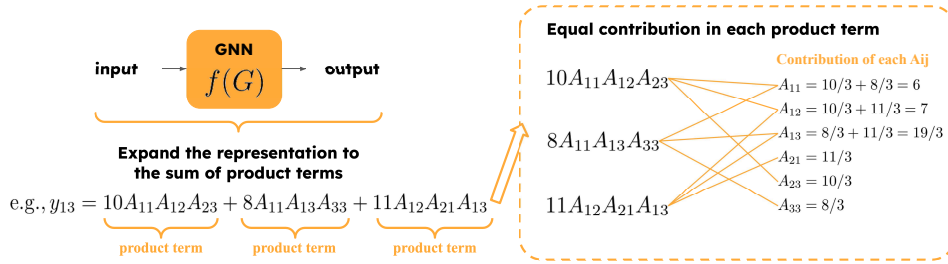 GNN
input
f(G)
output
Expand the representation to
the sum of product terms
e.g., y₁₃ = 10A₁₁A₁₂A₂₃ + 8A₁₁A₁₃A₃₃ + 11A₁₂A₂₁A₁₃
product term
product term
product term
Equal contribution in each product term
Contribution of each Aij
10A₁₁A₁₂A₂₃
8A₁₁A₁₃A₃₃
11A₁₂A₂₁A₁₃
A₁₁ = 10/3 + 8/3 = 6
A₁₂ = 10/3 + 11/3 = 7
A₁₃ = 8/3 + 11/3 = 19/3
A₂₁ = 11/3
A₂₃ = 10/3
A₃₃ = 8/3